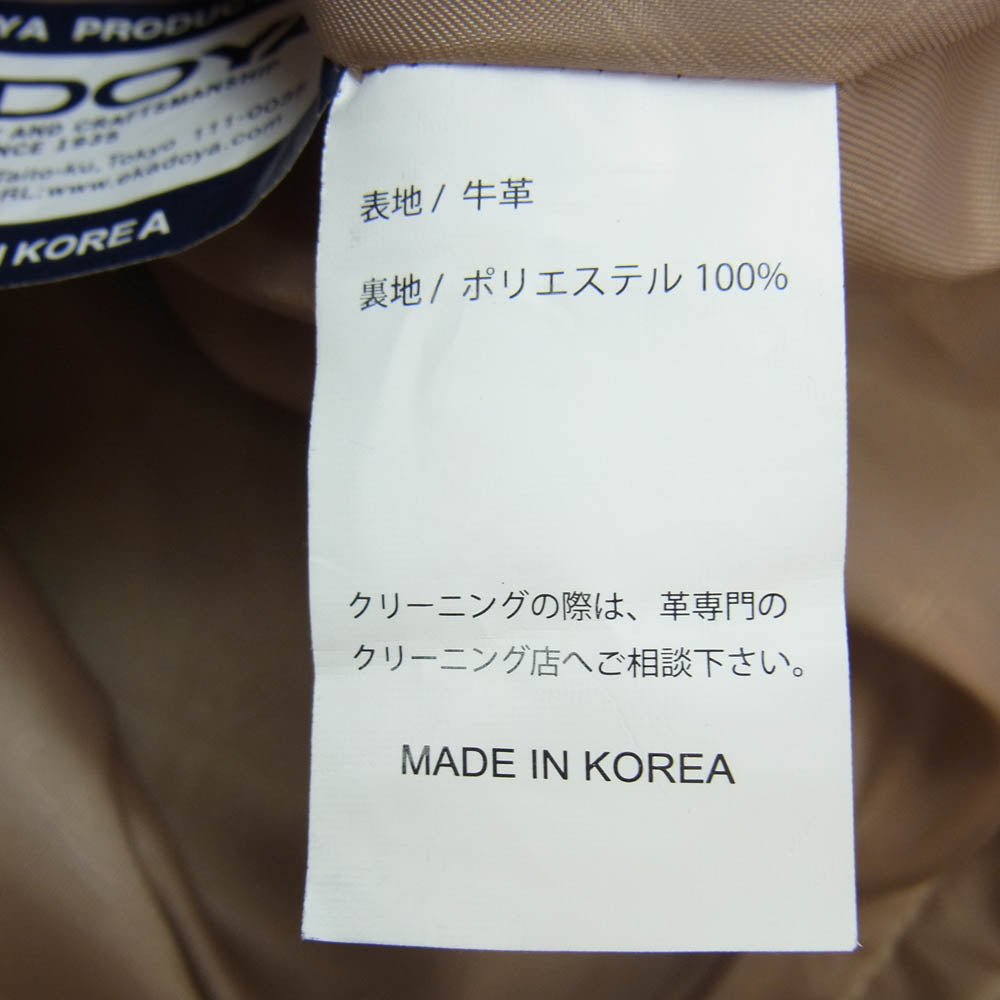 YA PRODUC
DOYA
AND CRAFTSMANSHIP
NCE 1935
Taito-ku, Tokyo 111-0035
RL:www.ekadoya.com
KOREA
表地 / 牛革
裏地 / ポリエステル 100%
クリーニングの際は、革専門の
クリーニング店へご相談下さい。
MADE IN KOREA